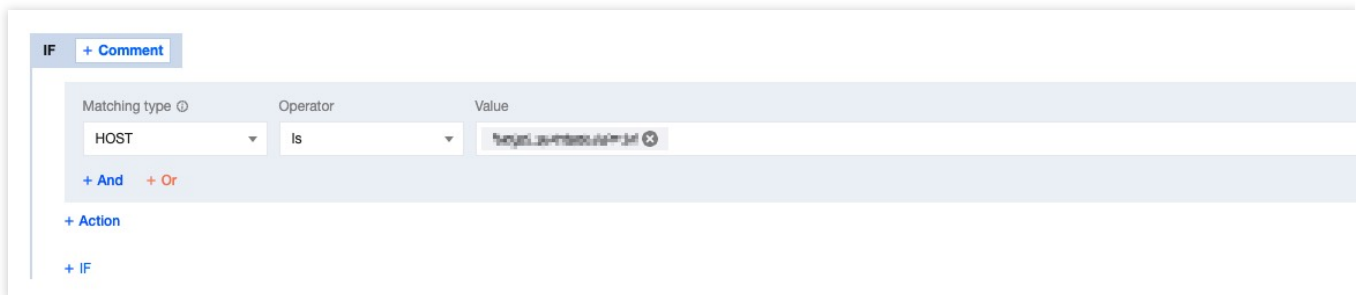 IF + Comment
Matching type Operator Value
HOST Is
+ And + Or
+ Action
+ IF